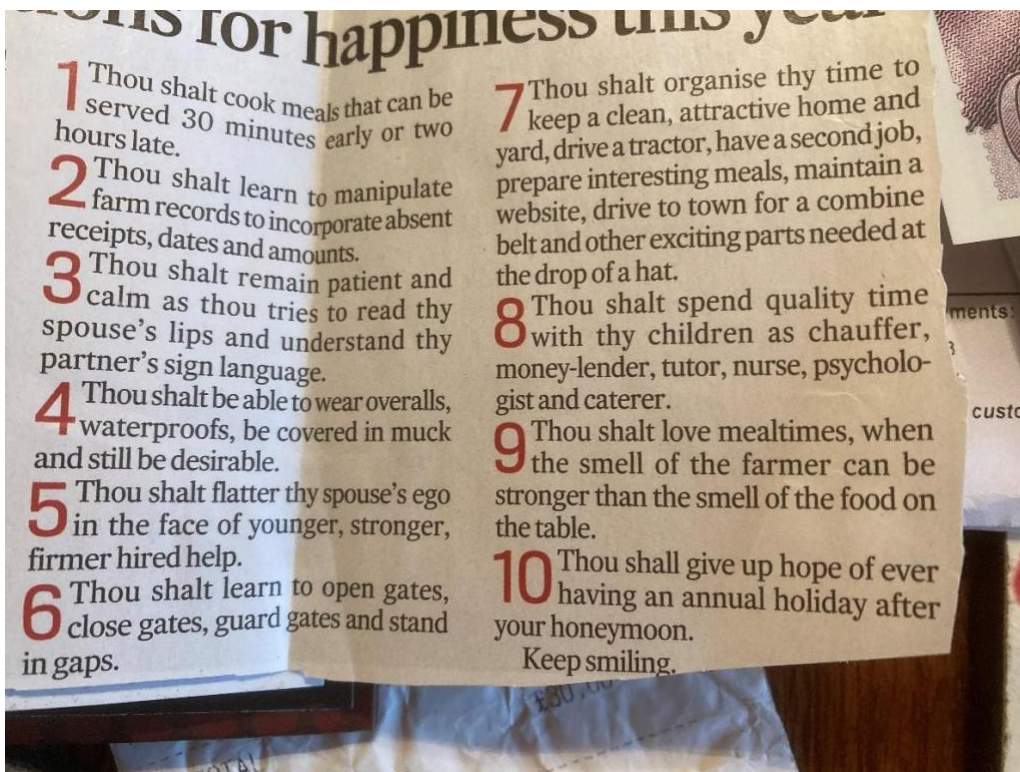 for happiness this year
1 Thou shalt cook meals that can be
served 30 minutes early or two
hours late.
2 Thou shalt learn to manipulate
farm records to incorporate absent
receipts, dates and amounts.
3 Thou shalt remain patient and
calm as thou tries to read thy
spouse's lips and understand thy
partner's sign language.
4 Thou shalt be able to wear overalls,
waterproofs, be covered in muck
and still be desirable.
5 Thou shalt flatter thy spouse's ego
in the face of younger, stronger,
firmer hired help.
6 Thou shalt learn to open gates,
close gates, guard gates and stand
in gaps.
7 Thou shalt organise thy time to
keep a clean, attractive home and
yard, drive a tractor, have a second job,
prepare interesting meals, maintain a
website, drive to town for a combine
belt and other exciting parts needed at
the drop of a hat.
8 Thou shalt spend quality time
with thy children as chauffer,
money-lender, tutor, nurse, psycholo-
gist and caterer.
9 Thou shalt love mealtimes, when
the smell of the farmer can be
stronger than the smell of the food on
the table.
10 Thou shall give up hope of ever
having an annual holiday after
your honeymoon.
Keep smiling.
ments:
custo
TOTAL